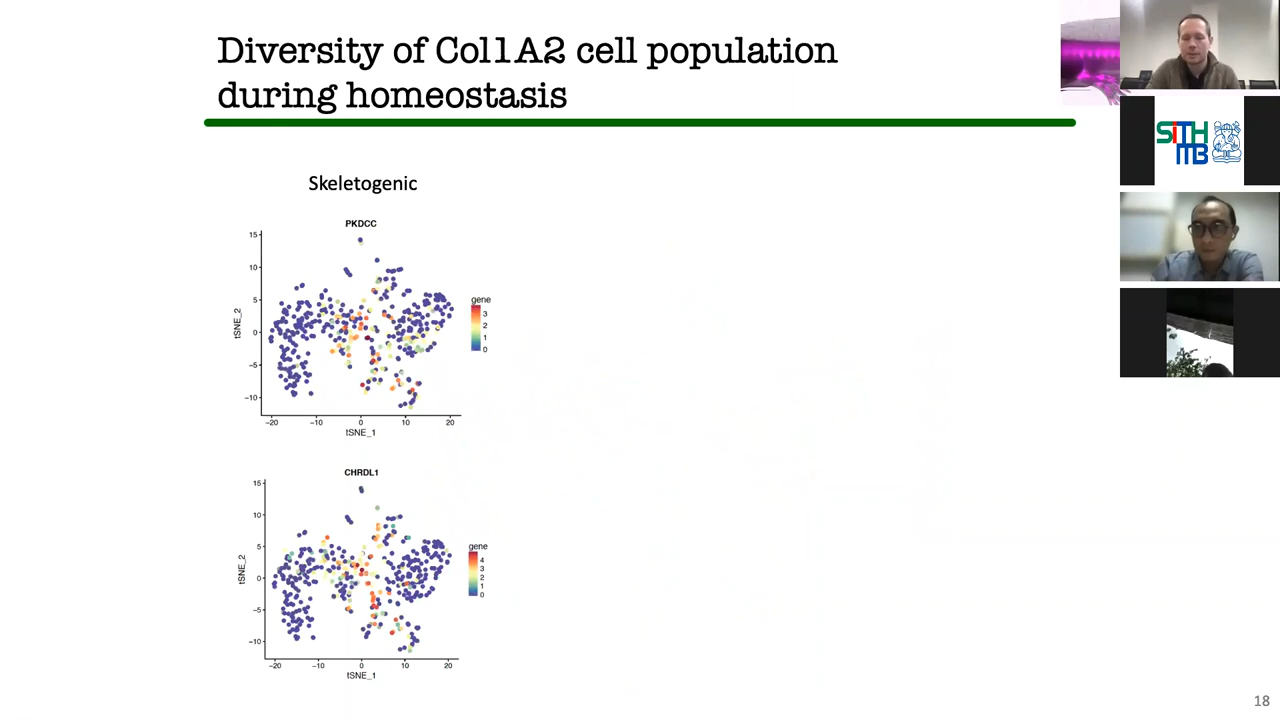 Diversity of Col1A2 cell population
during homeostasis
SiTH
ITB
Skeletogenic
PKDCC
15
10
5
0
−5
−10
tSNE_2
−20 −10 0 10 20
tSNE_1
gene
3
2
1
0
CHRDL1
15
10
5
0
−5
−10
tSNE_2
−20 −10 0 10 20
tSNE_1
gene
4
3
2
1
0
18